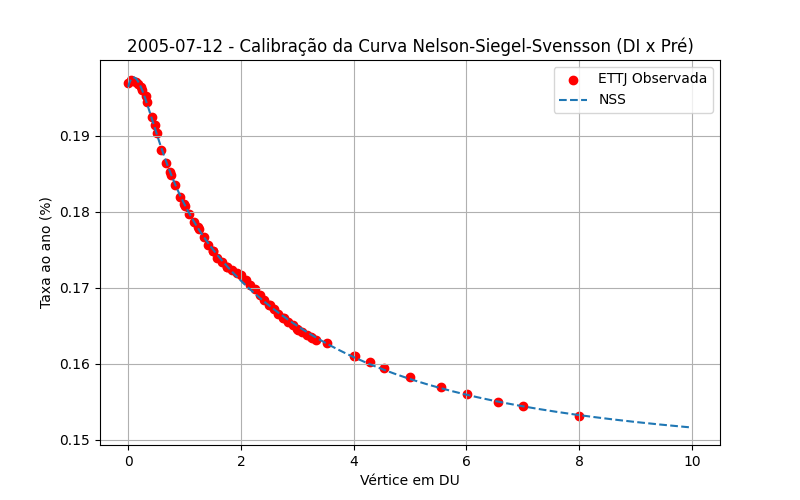 2005-07-12 - Calibração da Curva Nelson-Siegel-Svensson (DI x Pré)
ETTJ Observada
NSS
Taxa ao ano (%)
0.19
0.18
0.17
0.16
0.15
0 2 4 6 8 10
Vértice em DU